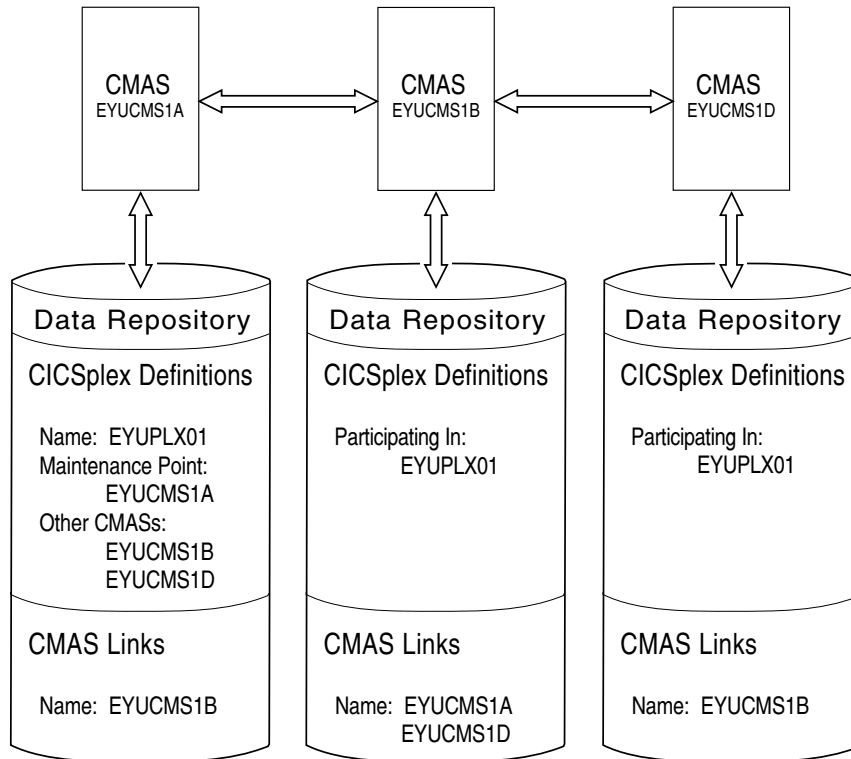 CMAS
EYUCMS1A
CMAS
EYUCMS1B
CMAS
EYUCMS1D
Data Repository
CICSplex Definitions
Name: EYUPLX01
Maintenance Point:
EYUCMS1A
Other CMASs:
EYUCMS1B
EYUCMS1D
CMAS Links
Name: EYUCMS1B
Data Repository
CICSplex Definitions
Participating In:
EYUPLX01
CMAS Links
Name: EYUCMS1A
EYUCMS1D
Data Repository
CICSplex Definitions
Participating In:
EYUPLX01
CMAS Links
Name: EYUCMS1B